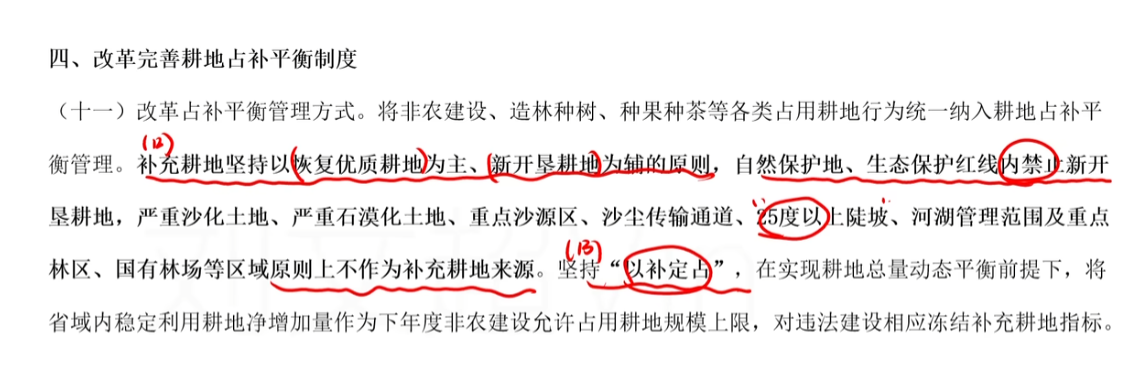 四、改革完善耕地占补平衡制度
（十一）改革占补平衡管理方式。将非农建设、造林种树、种果种茶等各类占用耕地行为统一纳入耕地占补平
(12)
衡管理。补充耕地坚持以恢复优质耕地为主、新开垦耕地为辅的原则，自然保护地、生态保护红线内禁止新开
垦耕地，严重沙化土地、严重石漠化土地、重点沙源区、沙尘传输通道、25度以上陡坡、河湖管理范围及重点
(13)
林区、国有林场等区域原则上不作为补充耕地来源。坚持“以补定占”，在实现耕地总量动态平衡前提下，将
省域内稳定利用耕地净增加量作为下年度非农建设允许占用耕地规模上限，对违法建设相应冻结补充耕地指标。